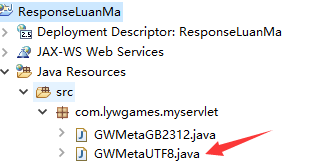 ResponseLuanMa
Deployment Descriptor: ResponseLuanMa
JAX-WS Web Services
Java Resources
src
com.lywgames.myservlet
GWMetaGB2312.java
GWMetaUTF8.java